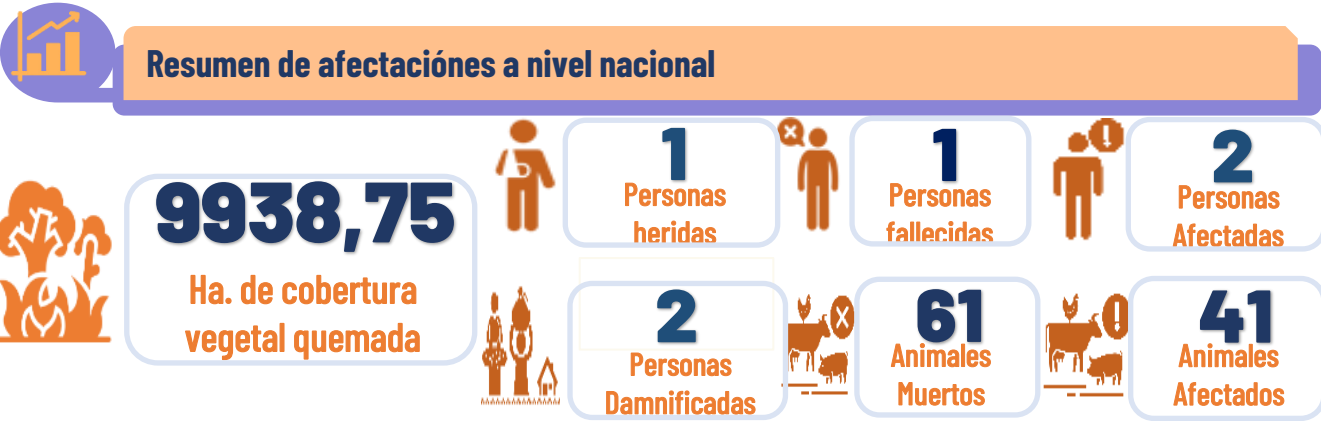 Resumen de afectaciónes a nivel nacional
9938,75
Ha. de cobertura
vegetal quemada
1
Personas
heridas
1
Personas
fallecidas
2
Personas
Afectadas
2
Personas
Damnificadas
61
Animales
Muertos
41
Animales
Afectados